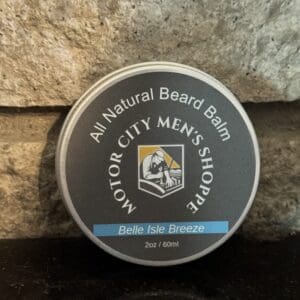 All Natural Beard Balm
MOTOR CITY MEN'S SHOPPE
Belle Isle Breeze
2oz / 60ml